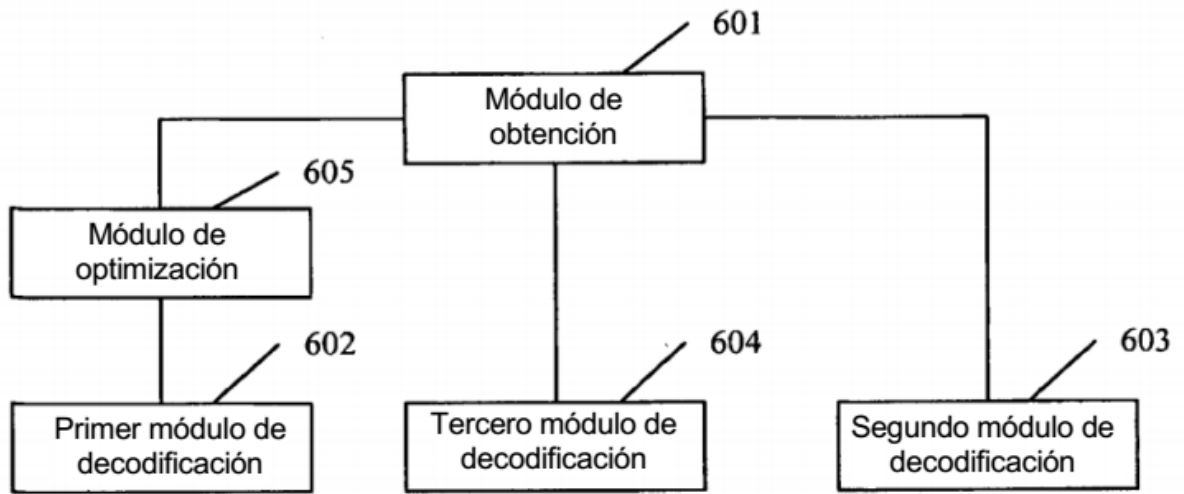 601
Módulo de
obtención
605
Módulo de
optimización
602
604
603
Primer módulo de
decodificación
Tercero módulo de
decodificación
Segundo módulo de
decodificación